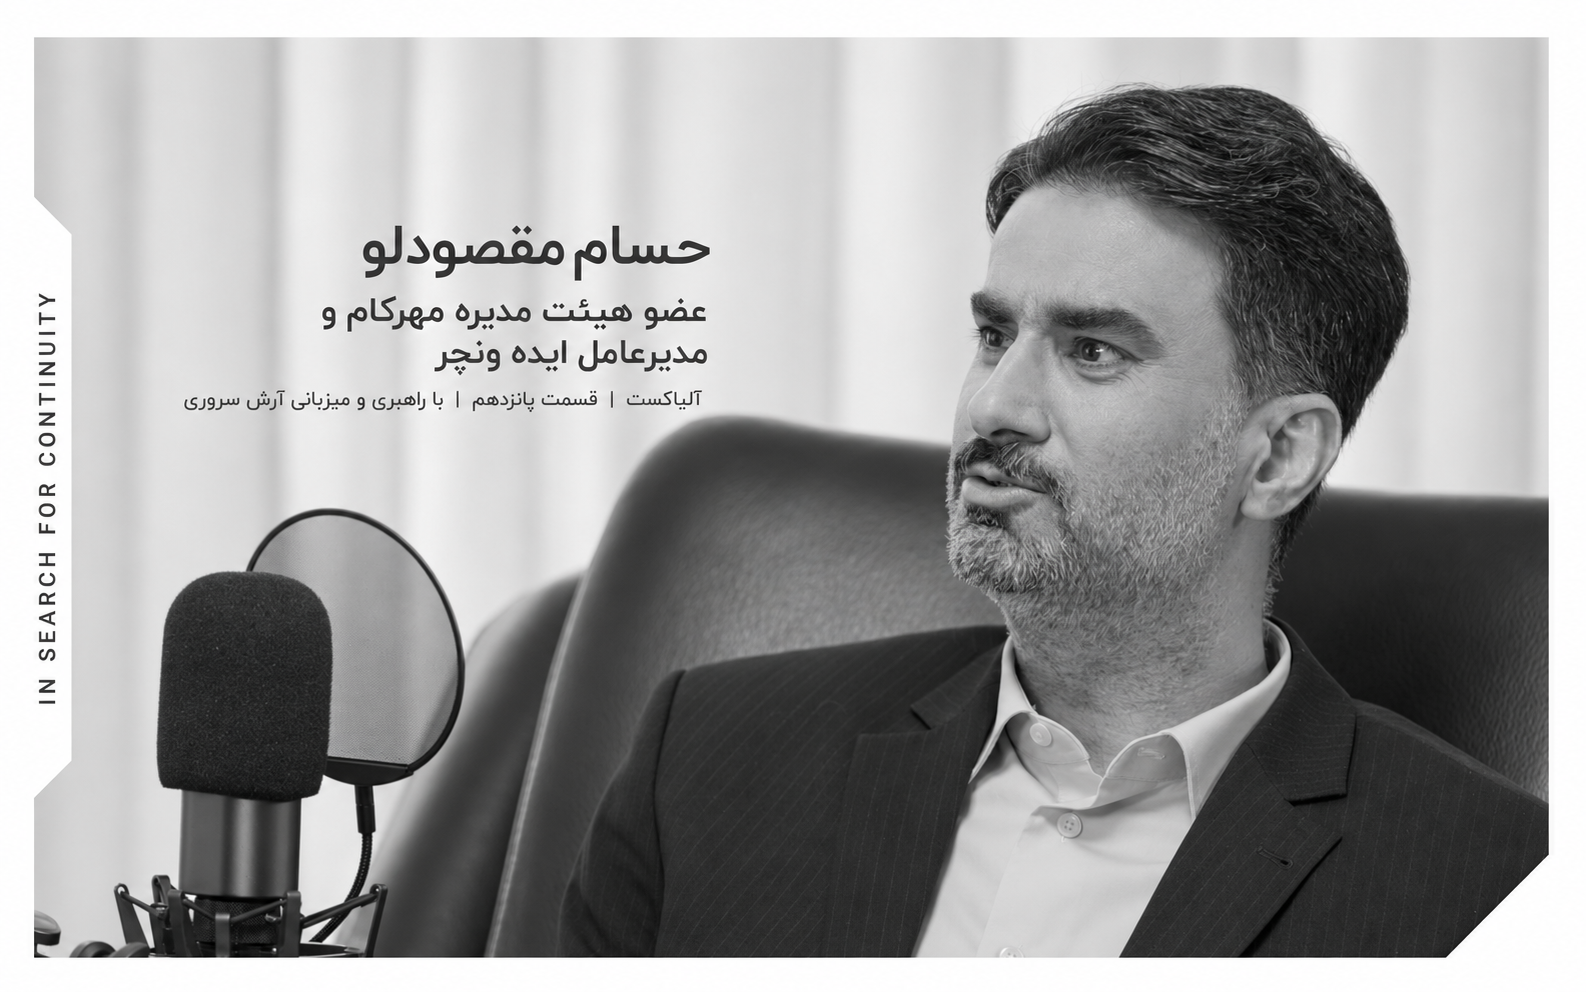 حسام مقصودلو
عضو هیئت مدیره مهرکام و
مدیرعامل ایده ونچر
آلیاکست | قسمت پانزدهم | با راهبری و میزبانی آرش سروری
IN SEARCH FOR CONTINUITY